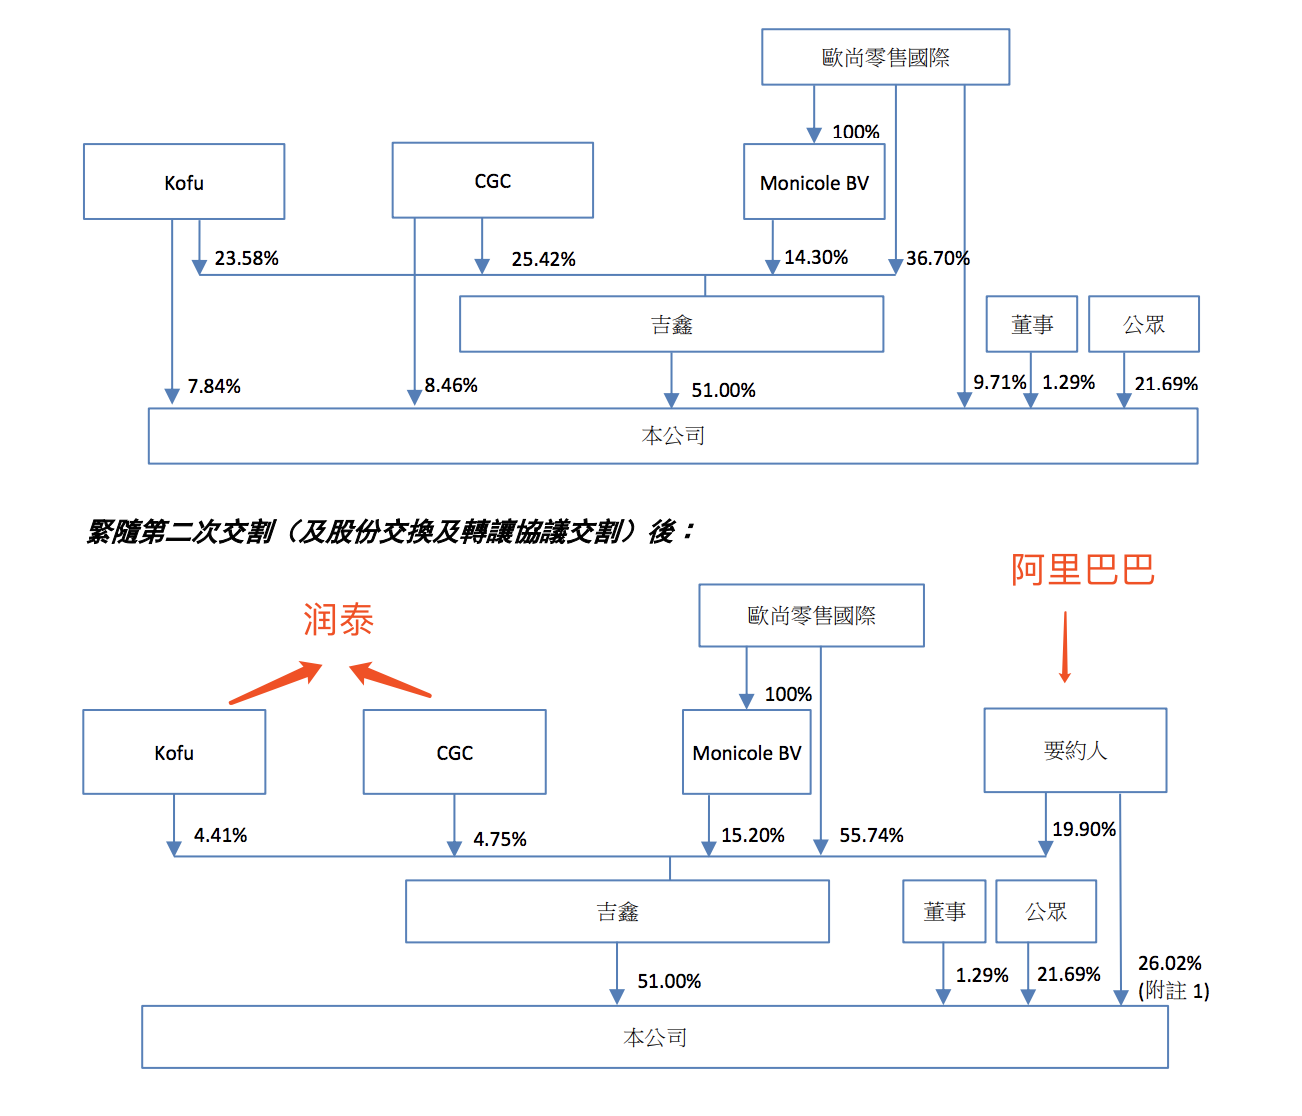 歐尚零售國際
100%
Kofu
CGC
Monicole BV
23.58%
25.42%
14.30%
36.70%
吉鑫
董事
公眾
7.84%
8.46%
51.00%
9.71%
1.29%
21.69%
本公司
緊隨第二次交割（及股份交換及轉讓協議交割）後：
阿里巴巴
润泰
歐尚零售國際
100%
Kofu
CGC
Monicole BV
要約人
4.41%
4.75%
15.20%
55.74%
19.90%
吉鑫
董事
公眾
51.00%
1.29%
21.69%
26.02%
(附註 1)
本公司